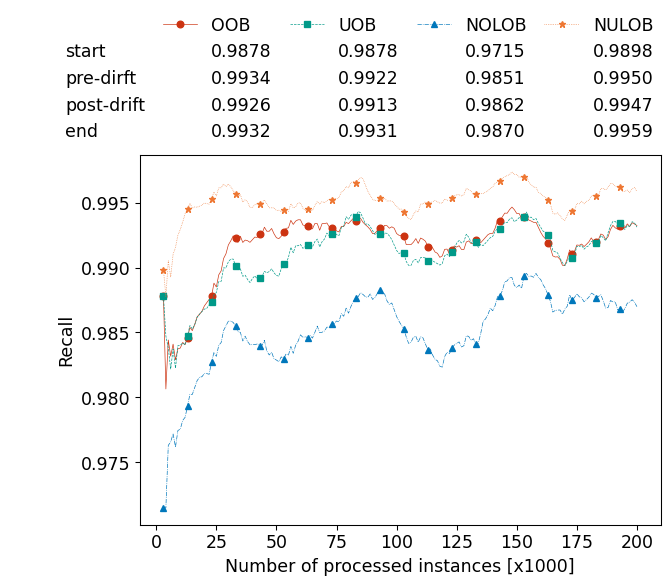 OOB UOB NOLOB NULOB
start 0.9878 0.9878 0.9715 0.9898
pre-dirft 0.9934 0.9922 0.9851 0.9950
post-drift 0.9926 0.9913 0.9862 0.9947
end 0.9932 0.9931 0.9870 0.9959
0.995
0.990
0.985
0.980
0.975
Recall
0 25 50 75 100 125 150 175 200
Number of processed instances [x1000]